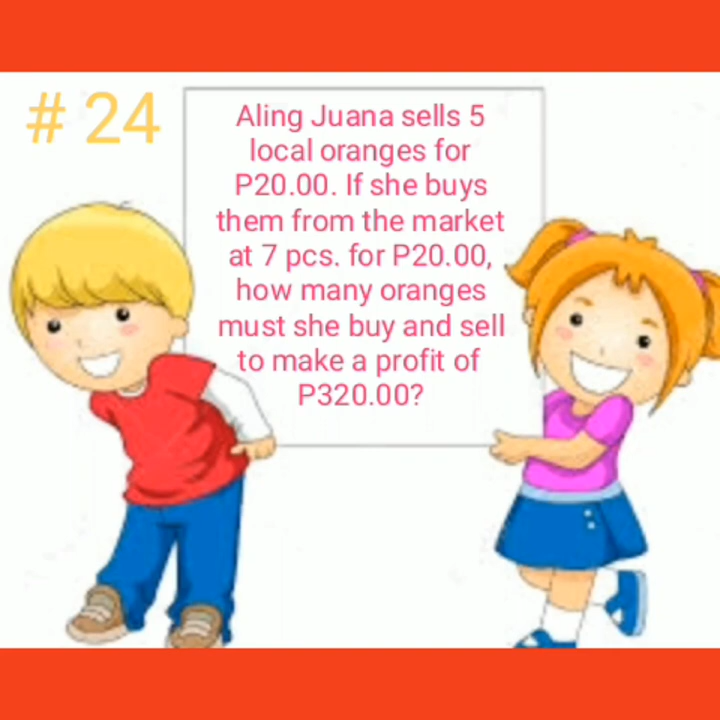 # 24
Aling Juana sells 5
local oranges for
P20.00. If she buys
them from the market
at 7 pcs. for P20.00,
how many oranges
must she buy and sell
to make a profit of
P320.00?